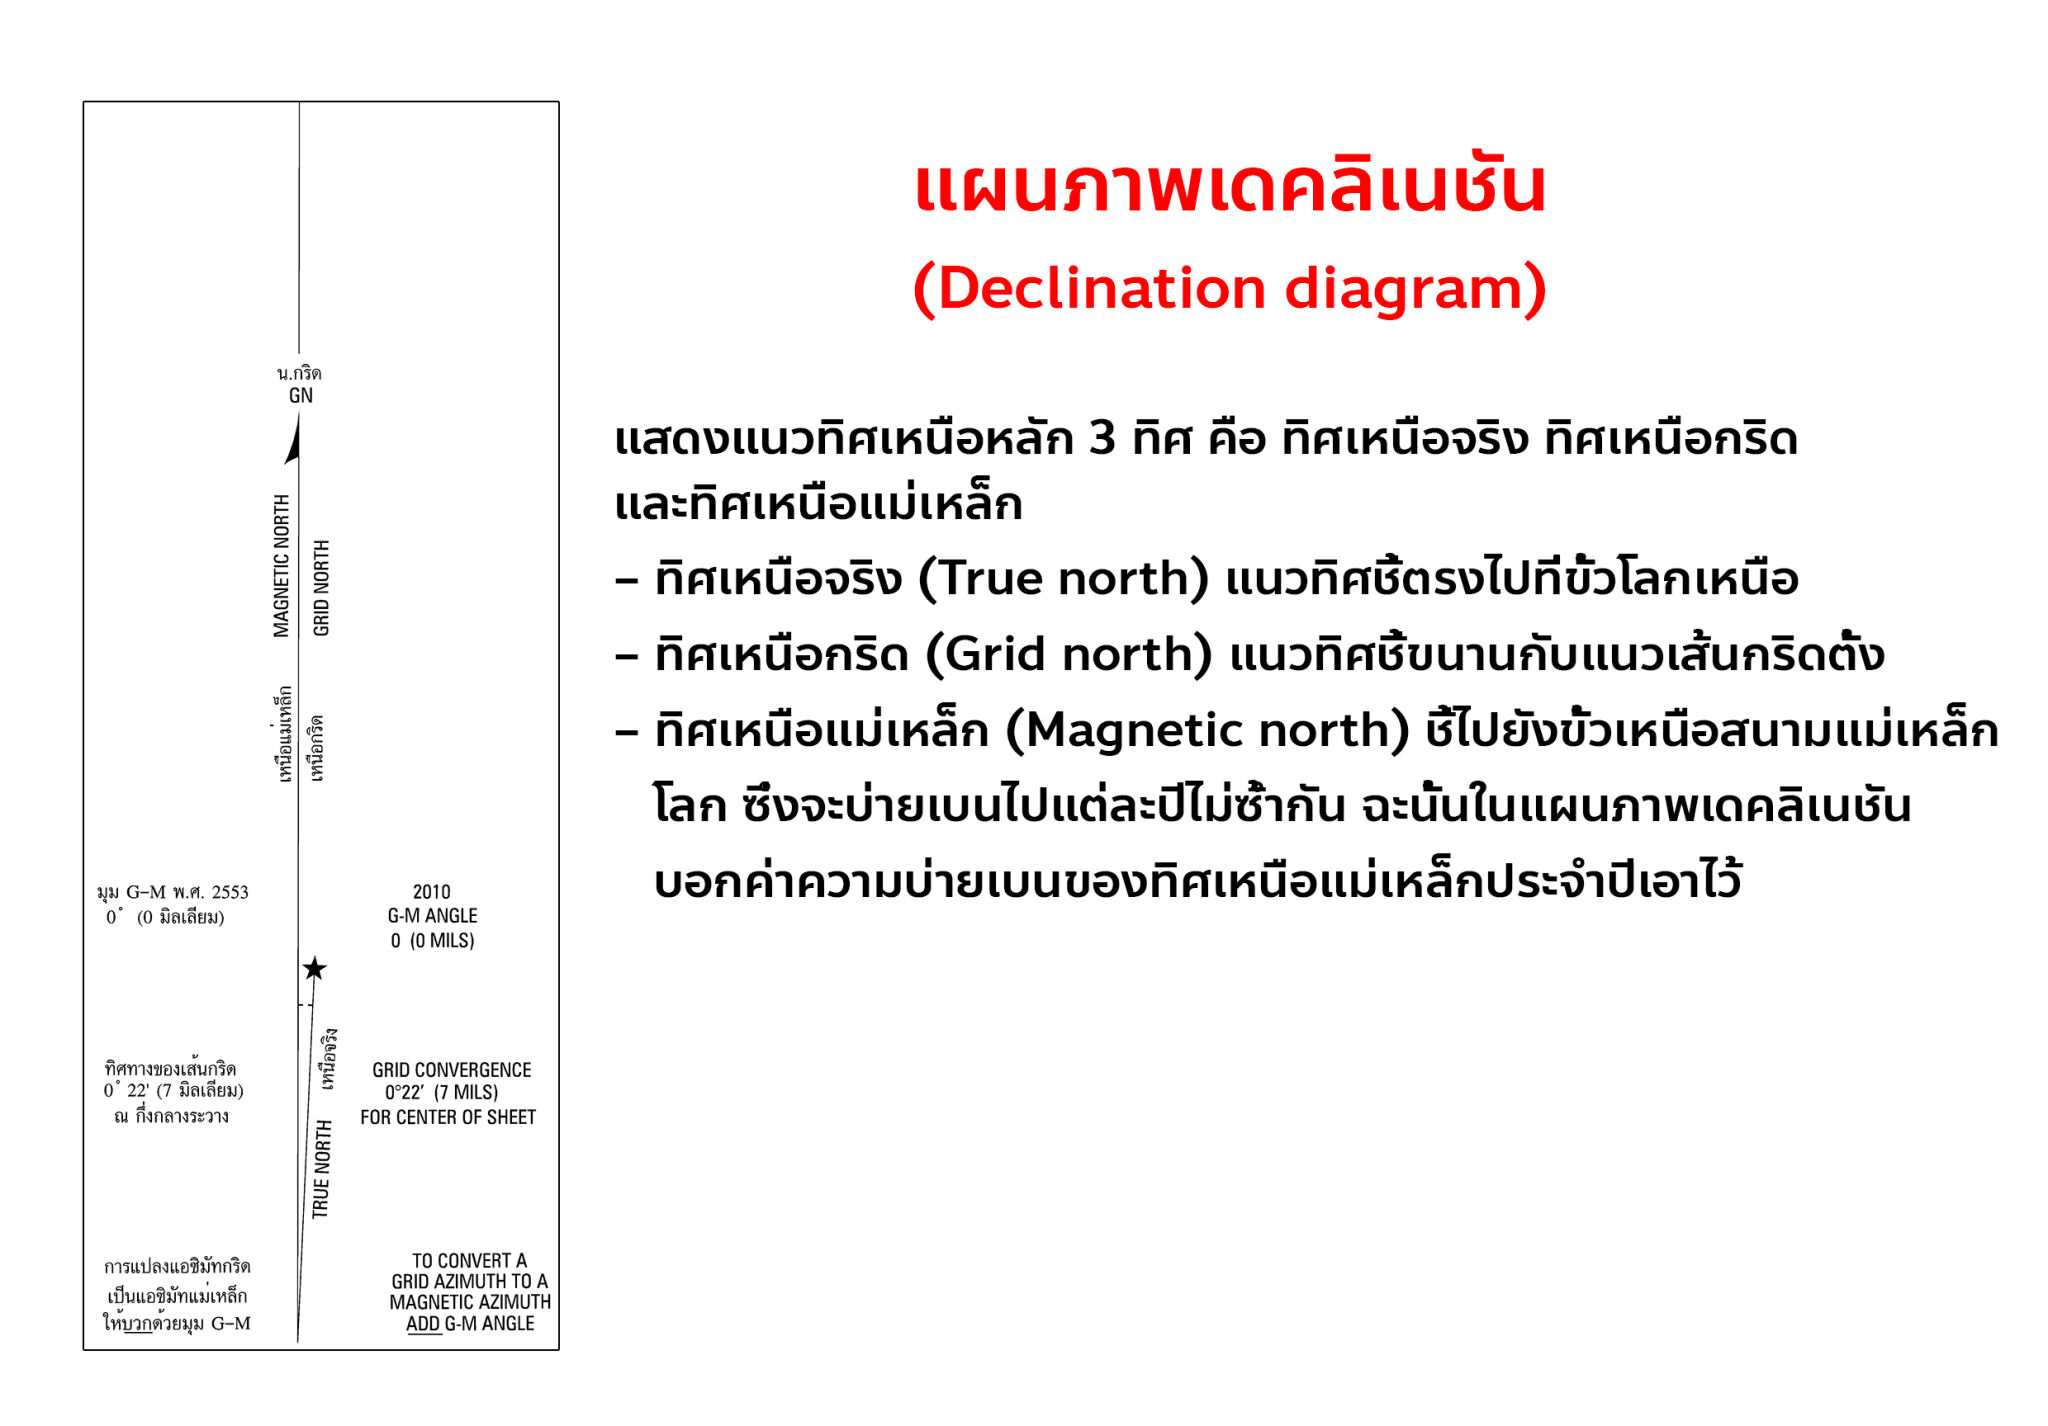 แผนภาพเดคลิเนชัน
(Declination diagram)
แสดงแนวทิศเหนือหลัก 3 ทิศ คือ ทิศเหนือจริง ทิศเหนือกริด
และทิศเหนือแม่เหล็ก
– ทิศเหนือจริง (True north) แนวทิศชี้ตรงไปที่ขั้วโลกเหนือ
– ทิศเหนือกริด (Grid north) แนวทิศชี้ขนานกับแนวเส้นกริดตั้ง
– ทิศเหนือแม่เหล็ก (Magnetic north) ชี้ไปยังขั้วเหนือสนามแม่เหล็ก
โลก ซึ่งจะบ่ายเบนไปแต่ละปีไม่ซ้ำกัน ฉะนั้นในแผนภาพเดคลิเนชัน
บอกค่าความบ่ายเบนของทิศเหนือแม่เหล็กประจำปีเอาไว้
น.กริด
GN
MAGNETIC NORTH
GRID NORTH
เหนือแม่เหล็ก
เหนือกริด
มุม G–M พ.ศ. 2553
0° (0 มิลเลียม)
2010
G-M ANGLE
0 (0 MILS)
เหนือจริง
TRUE NORTH
ทิศทางของเส้นกริด
0° 22' (7 มิลเลียม)
ณ กึ่งกลางระวาง
GRID CONVERGENCE
0°22' (7 MILS)
FOR CENTER OF SHEET
การแปลงแอซิมัทกริด
เป็นแอซิมัทแม่เหล็ก
ให้บวกด้วยมุม G–M
TO CONVERT A
GRID AZIMUTH TO A
MAGNETIC AZIMUTH
ADD G-M ANGLE